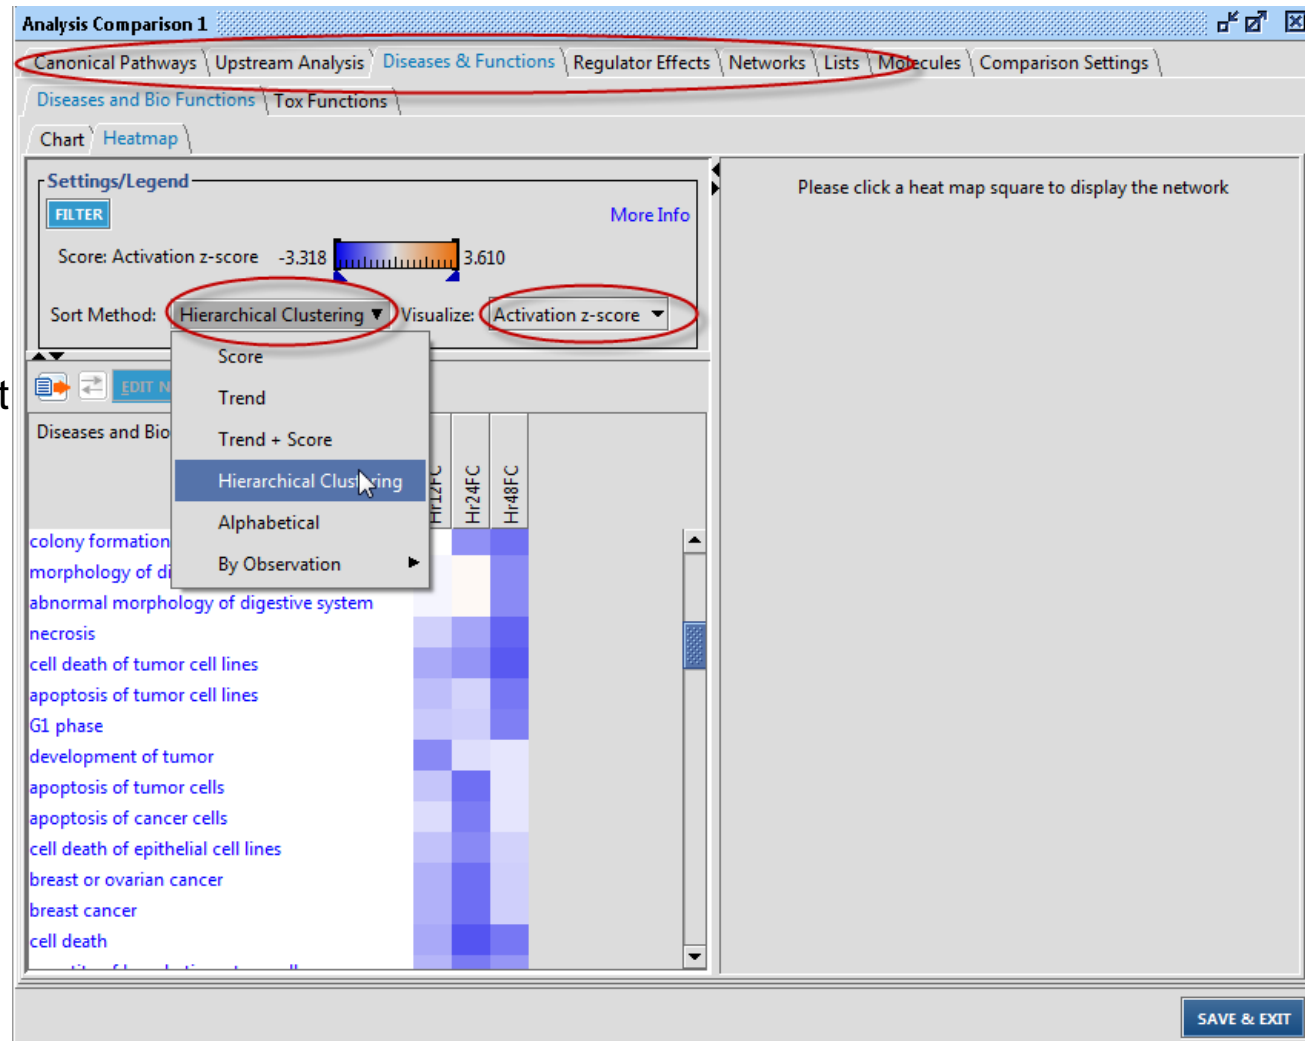 Analysis Comparison 1
Canonical Pathways Upstream Analysis Diseases & Functions Regulator Effects Networks Lists Molecules Comparison Settings
Diseases and Bio Functions Tox Functions
Chart Heatmap
Settings/Legend
FILTER More Info
Score: Activation z-score -3.318 3.610
Sort Method: Hierarchical Clustering Visualize: Activation z-score
Please click a heat map square to display the network
Score
Trend
Trend + Score
Hierarchical Clustering
Alphabetical
By Observation
t
EDIT N
Diseases and Bio
Hr12FC Hr24FC Hr48FC
colony formation
morphology of di
abnormal morphology of digestive system
necrosis
cell death of tumor cell lines
apoptosis of tumor cell lines
G1 phase
development of tumor
apoptosis of tumor cells
apoptosis of cancer cells
cell death of epithelial cell lines
breast or ovarian cancer
breast cancer
cell death
SAVE & EXIT